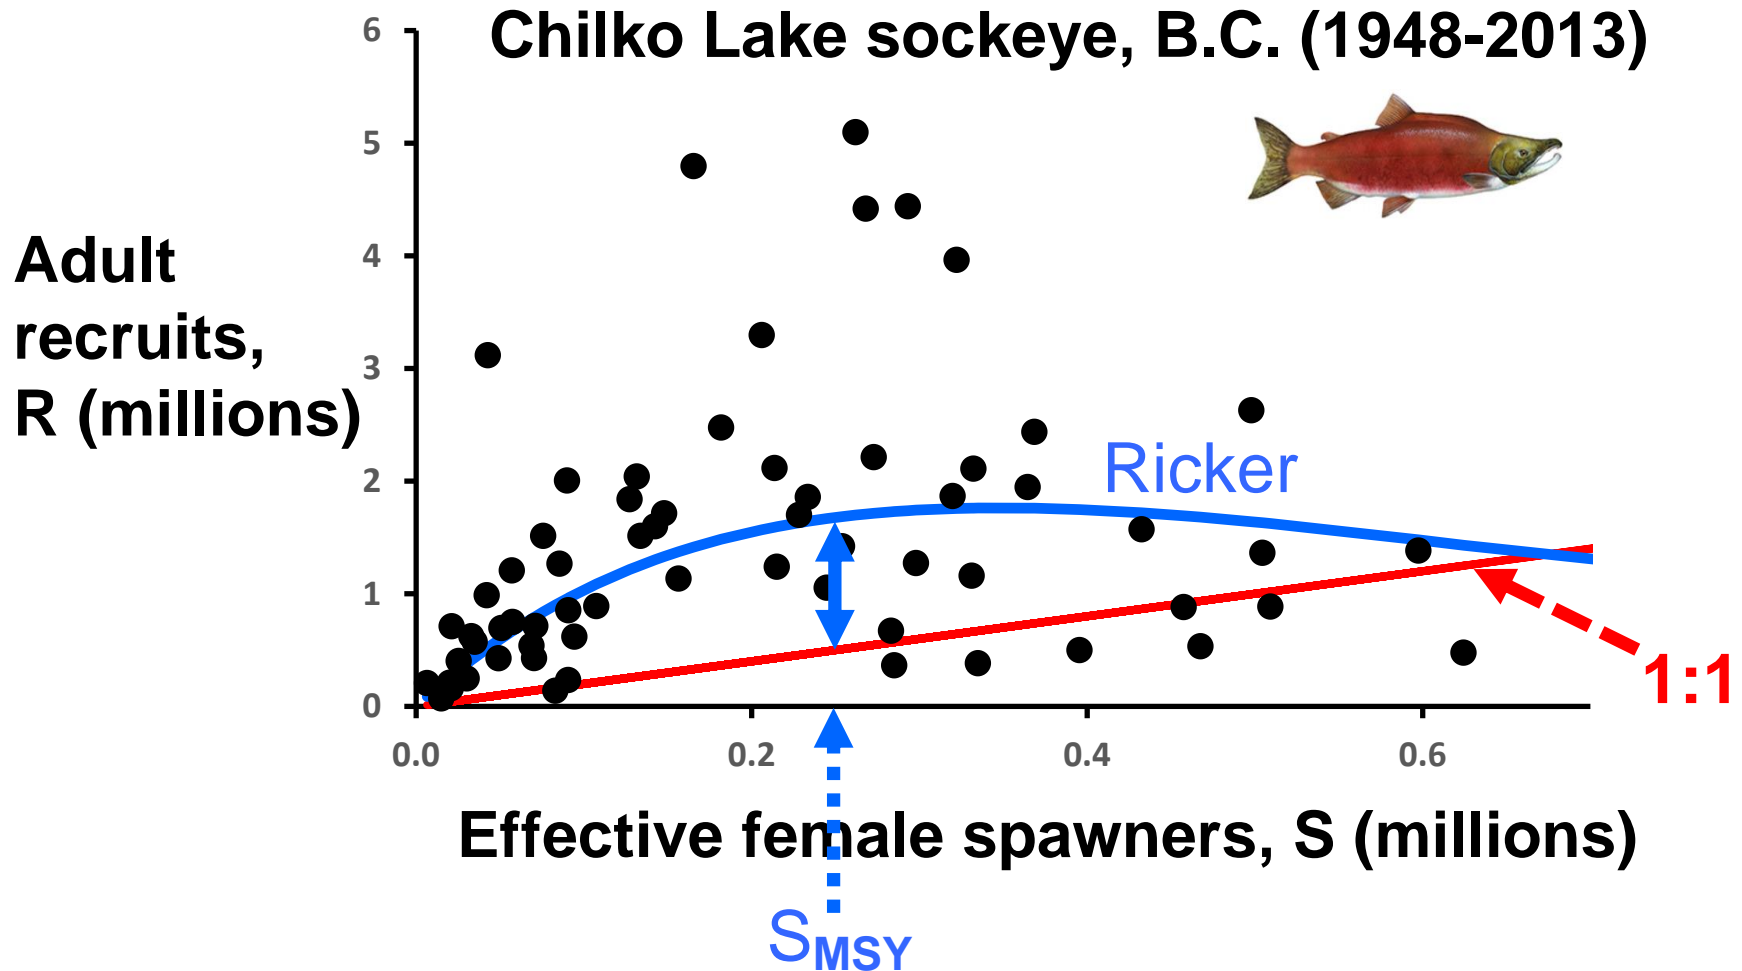 Chilko Lake sockeye, B.C. (1948-2013)
6
5
4
3
2
1
0
Adult
recruits,
R (millions)
Ricker
1:1
0.0
0.2
0.4
0.6
Effective female spawners, S (millions)
SMSY